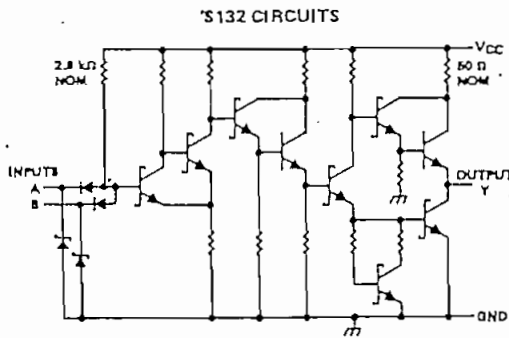 'S132 CIRCUITS
VCC
2.8 kΩ
NOM
50 Ω
NOM
INPUTS
A
B
OUTPUT
Y
GND